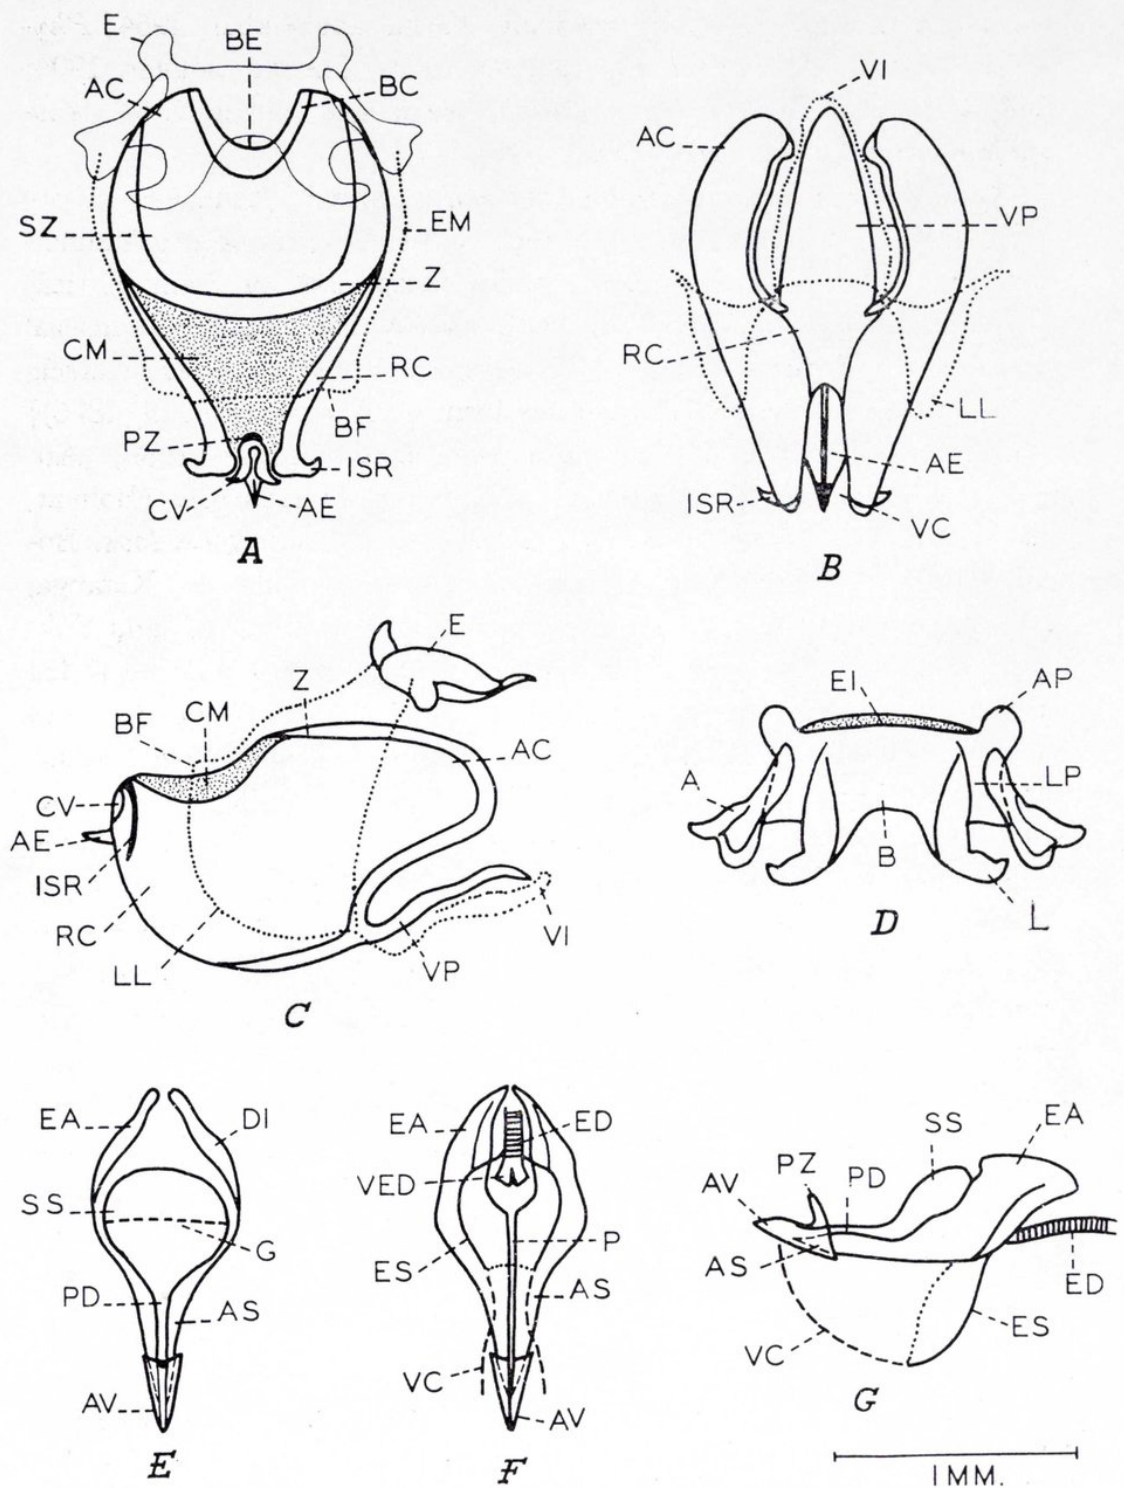 E
BE
AC
BC
SZ
EM
Z
CM
RC
BF
PZ
ISR
CV
AE
A
VI
AC
VP
RC
LL
AE
ISR
VC
B
E
Z
CM
BF
AC
CV
AE
ISR
RC
LL
VP
VI
C
EI
AP
A
LP
B
L
D
EA
DI
SS
G
PD
AS
AV
E
EA
ED
VED
P
ES
AS
VC
AV
F
SS
EA
PZ
PD
AV
AS
ED
ES
VC
G
1 MM.